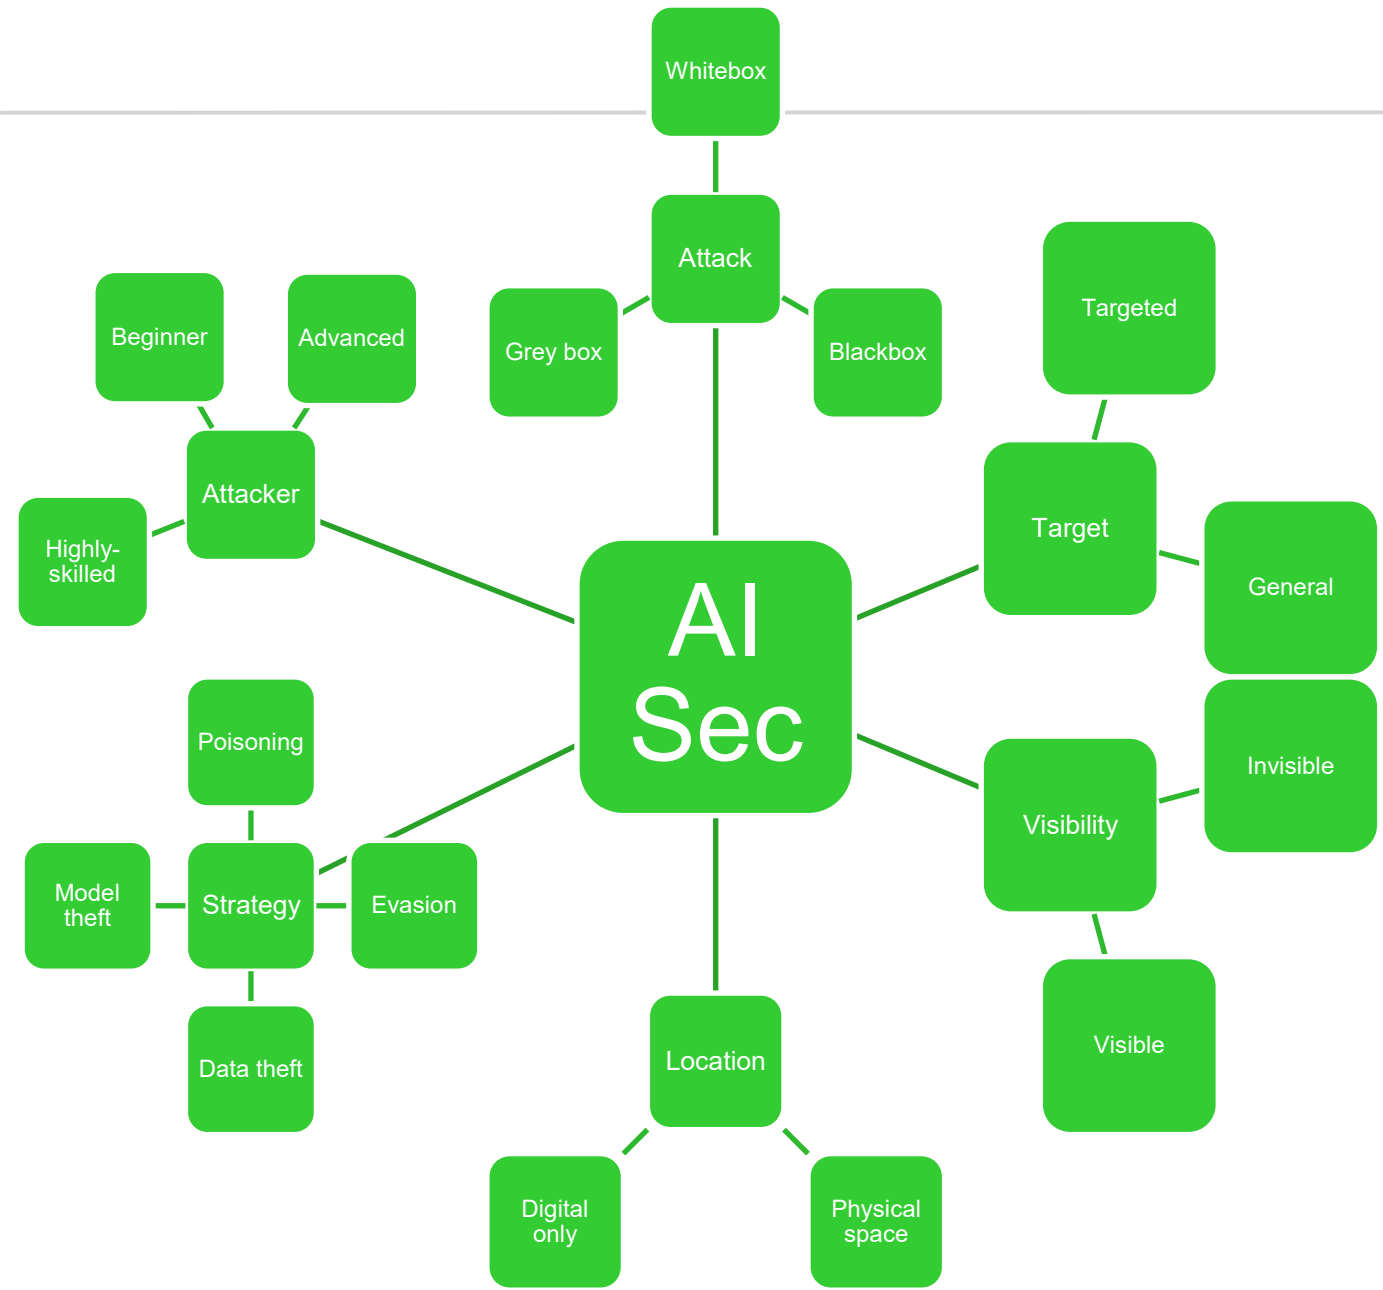 Whitebox
Attack
Grey box
Blackbox
Targeted
Target
General
Invisible
Visibility
Visible
Location
Physical
space
Digital
only
Strategy
Poisoning
Evasion
Data theft
Model
theft
Attacker
Highly-
skilled
Beginner
Advanced
AI
Sec